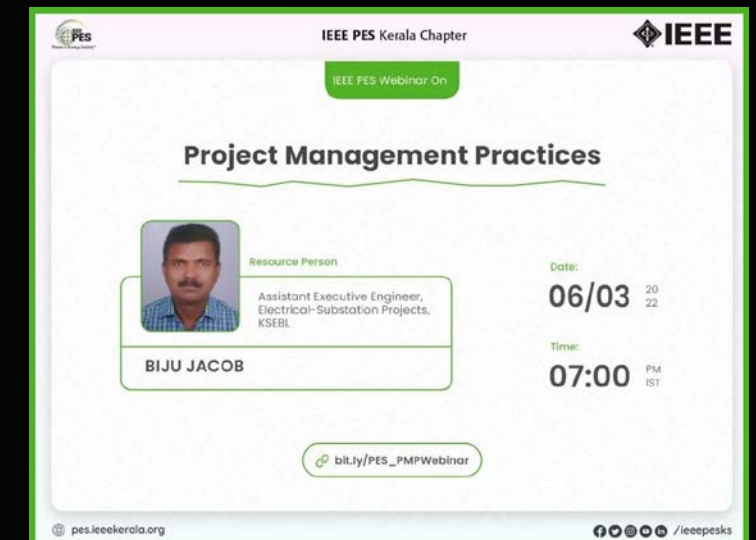 PES
IEEE PES Kerala Chapter
IEEE
IEEE PES Webinar On
Project Management Practices
Resource Person
Assistant Executive Engineer,
Electrical-Substation Projects,
KSEBL
BIJU JACOB
Date:
06/03 20 22
Time:
07:00 PM IST
bit.ly/PES_PMPWebinar
pes.ieeekerala.org
/ieeepesks